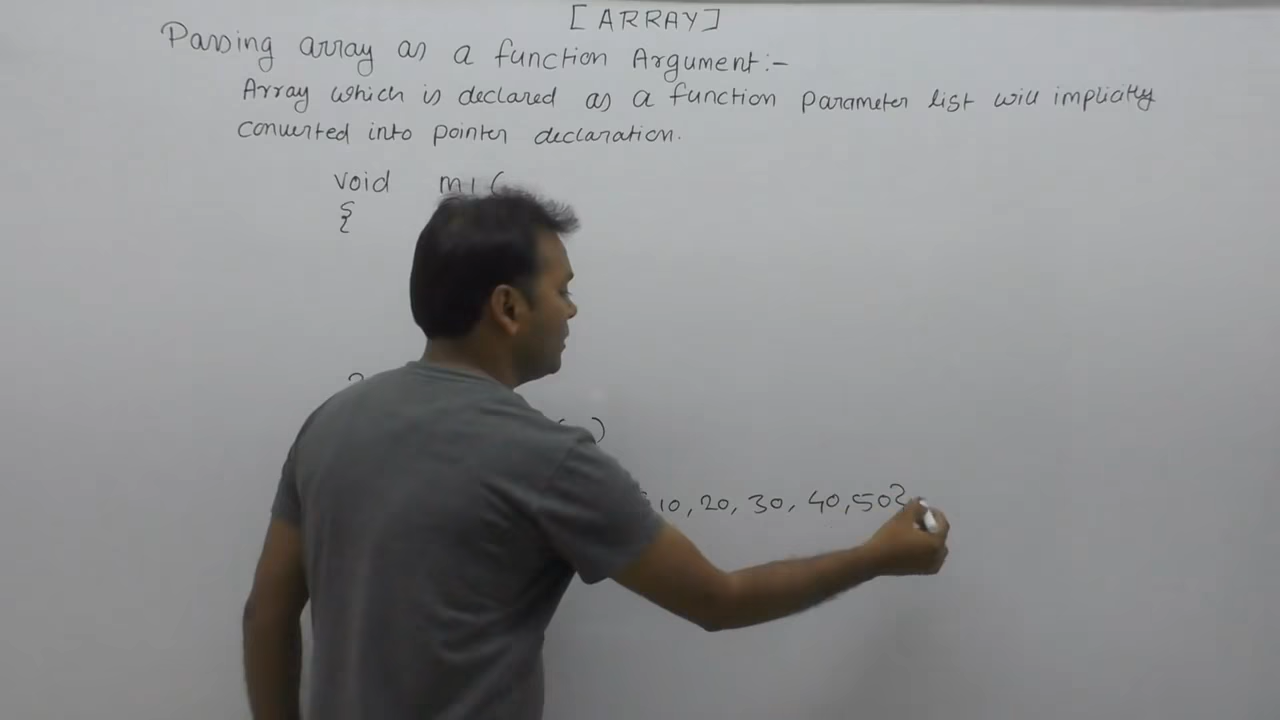 [ARRAY]
Passing array as a function Argument:-
Array which is declared as a function parameter list will implicitly
converted into pointer declaration.
void m1(
{
}
( )
10, 20, 30, 40, 50}